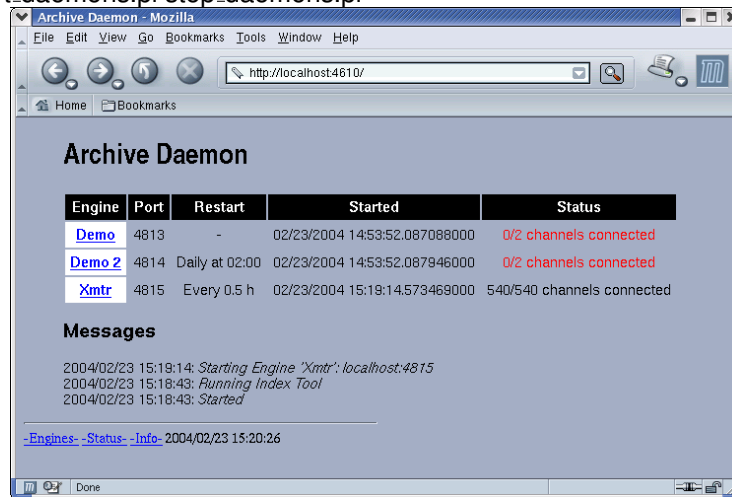 t_daemons.pl stop_daemons.pl
Archive Daemon - Mozilla
File Edit View Go Bookmarks Tools Window Help
http://localhost:4610/
Home Bookmarks
Archive Daemon
Engine Port Restart Started Status
Demo 4813 - 02/23/2004 14:53:52.087088000 0/2 channels connected
Demo 2 4814 Daily at 02:00 02/23/2004 14:53:52.087946000 0/2 channels connected
Xmtr 4815 Every 0.5 h 02/23/2004 15:19:14.573469000 540/540 channels connected
Messages
2004/02/23 15:19:14: Starting Engine 'Xmtr': localhost:4815
2004/02/23 15:18:43: Running Index Tool
2004/02/23 15:18:43: Started
-Engines- -Status- -Info- 2004/02/23 15:20:26
Done